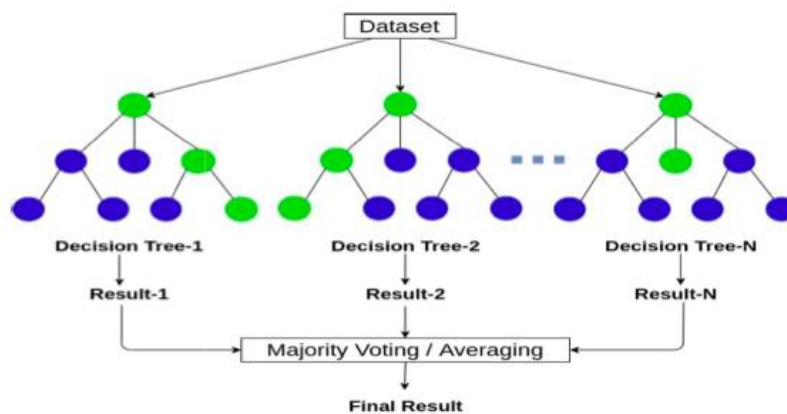 Dataset
Decision Tree-1
Decision Tree-2
Decision Tree-N
Result-1
Result-2
Result-N
Majority Voting / Averaging
Final Result